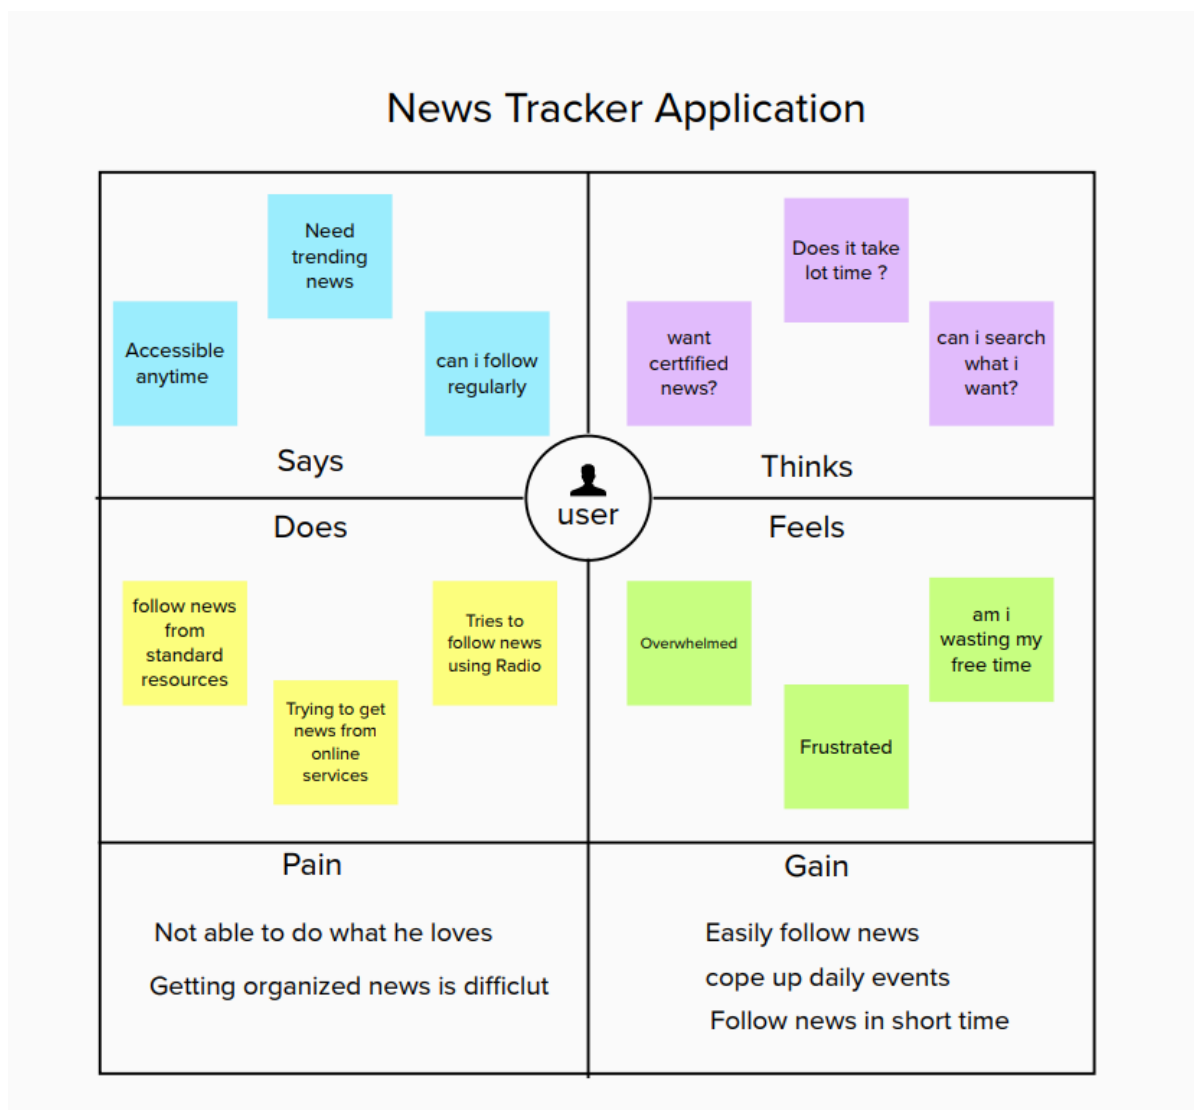 News Tracker Application
Need
trending
news
Accessible
anytime
can i follow
regularly
Says
Does it take
lot time ?
want
certfified
news?
can i search
what i
want?
Thinks
user
Does
follow news
from
standard
resources
Trying to get
news from
online
services
Tries to
follow news
using Radio
Feels
Overwhelmed
Frustrated
am i
wasting my
free time
Pain
Not able to do what he loves
Getting organized news is difficlut
Gain
Easily follow news
cope up daily events
Follow news in short time